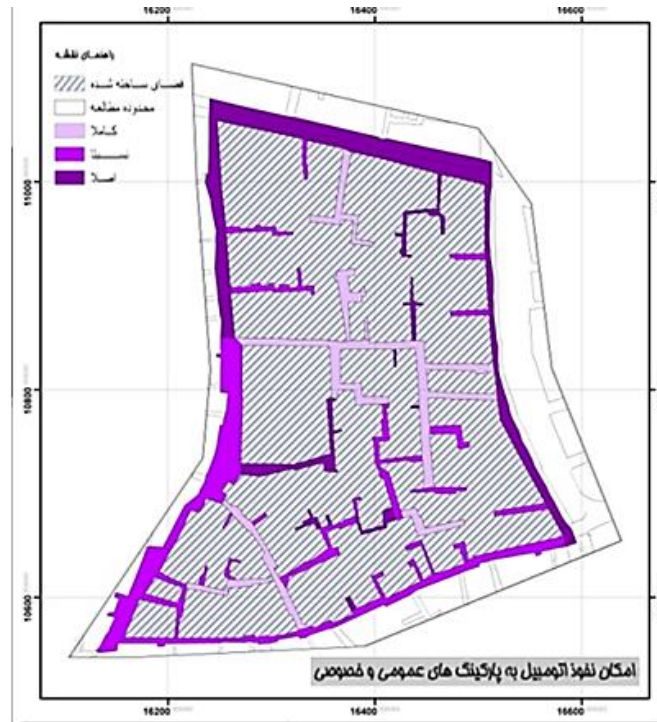 16200 16400 16600
راهنمای نقشه
فضای ساخته شده
محدوده مطالعه
کاملا
نسبتا
اصلا
11000
10800
10600
امکان نفوذ اتومبیل به پارکینگ های عمومی و خصوصی
16200 16400 16600